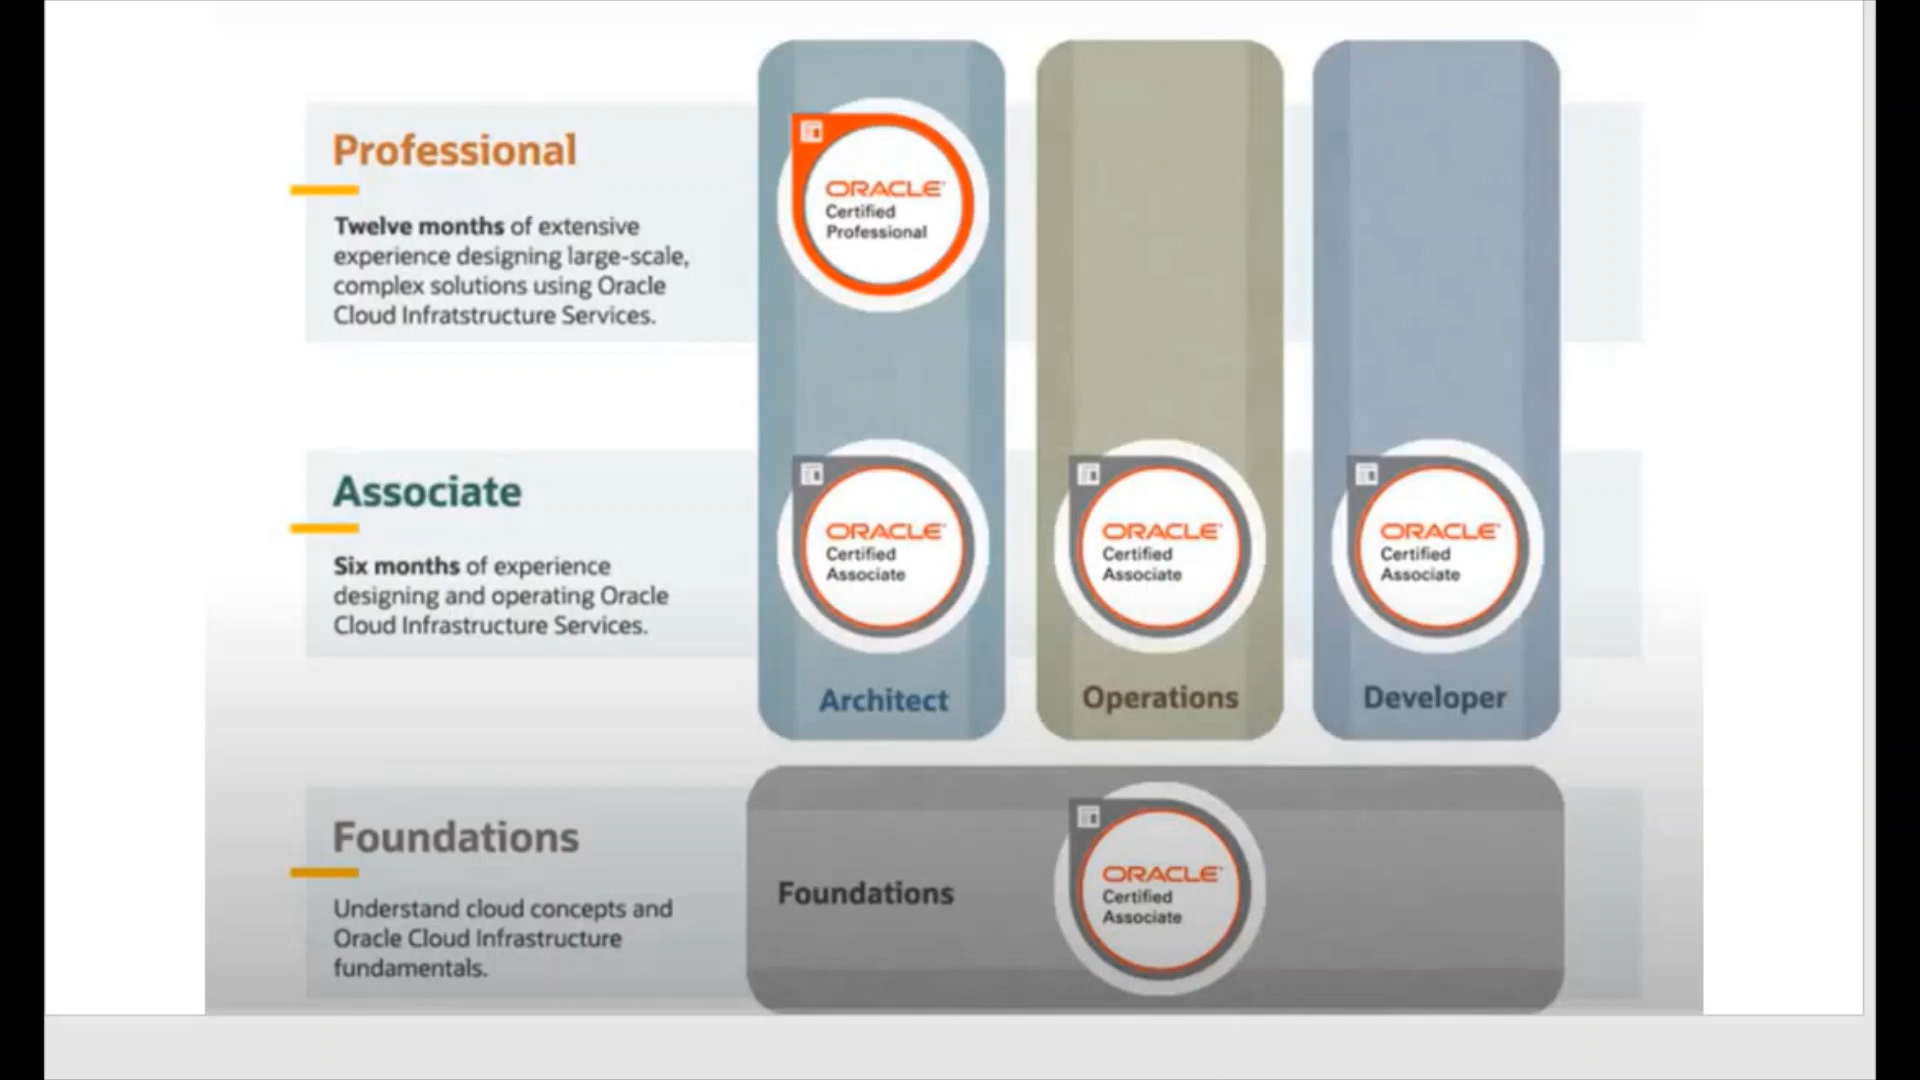 Professional
Twelve months of extensive
experience designing large-scale,
complex solutions using Oracle
Cloud Infratstructure Services.
ORACLE
Certified
Professional
Associate
Six months of experience
designing and operating Oracle
Cloud Infrastructure Services.
ORACLE
Certified
Associate
ORACLE
Certified
Associate
ORACLE
Certified
Associate
Architect
Operations
Developer
Foundations
Understand cloud concepts and
Oracle Cloud Infrastructure
fundamentals.
Foundations
ORACLE
Certified
Associate